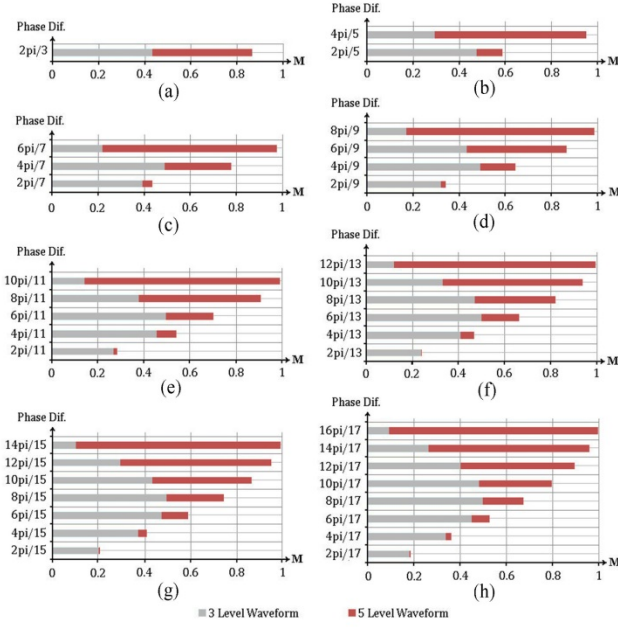 Phase Dif.
2pi/3
0 0.2 0.4 0.6 0.8 1 M
(a)
Phase Dif.
4pi/5
2pi/5
0 0.2 0.4 0.6 0.8 1 M
(b)
Phase Dif.
6pi/7
4pi/7
2pi/7
0 0.2 0.4 0.6 0.8 1 M
(c)
Phase Dif.
8pi/9
6pi/9
4pi/9
2pi/9
0 0.2 0.4 0.6 0.8 1 M
(d)
Phase Dif.
10pi/11
8pi/11
6pi/11
4pi/11
2pi/11
0 0.2 0.4 0.6 0.8 1 M
(e)
Phase Dif.
12pi/13
10pi/13
8pi/13
6pi/13
4pi/13
2pi/13
0 0.2 0.4 0.6 0.8 1 M
(f)
Phase Dif.
14pi/15
12pi/15
10pi/15
8pi/15
6pi/15
4pi/15
2pi/15
0 0.2 0.4 0.6 0.8 1 M
(g)
Phase Dif.
16pi/17
14pi/17
12pi/17
10pi/17
8pi/17
6pi/17
4pi/17
2pi/17
0 0.2 0.4 0.6 0.8 1 M
(h)
3 Level Waveform 5 Level Waveform